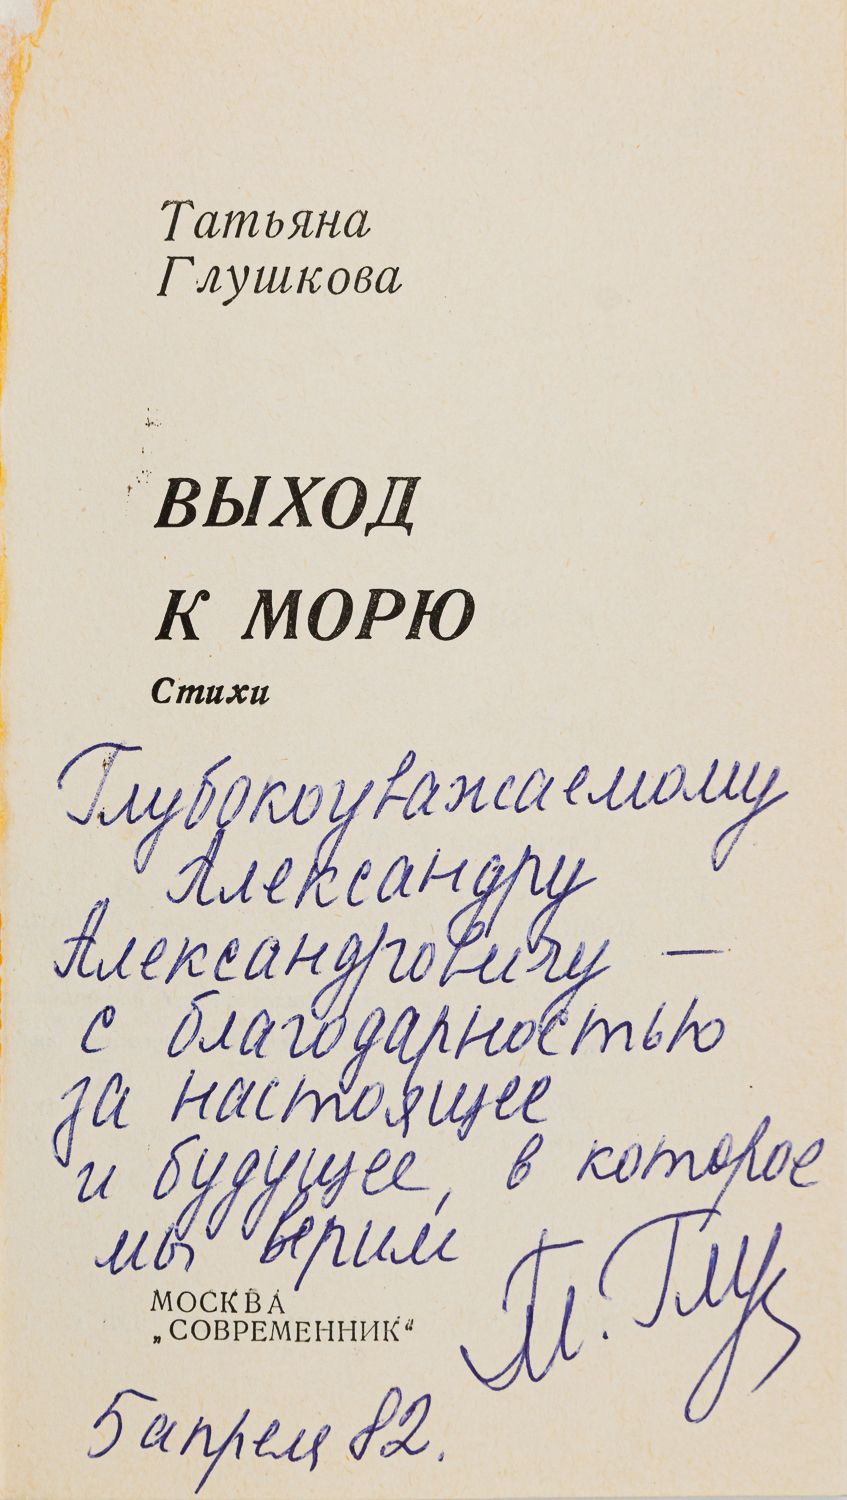 Татьяна
Глушкова
ВЫХОД
К МОРЮ
Стихи
Глубокоуважаемому
Александру
Александровичу —
с благодарностью
за настоящее
и будущее, в которое
мы верим
Т. Глу
МОСКВА
„СОВРЕМЕННИК“
5 апреля 82.